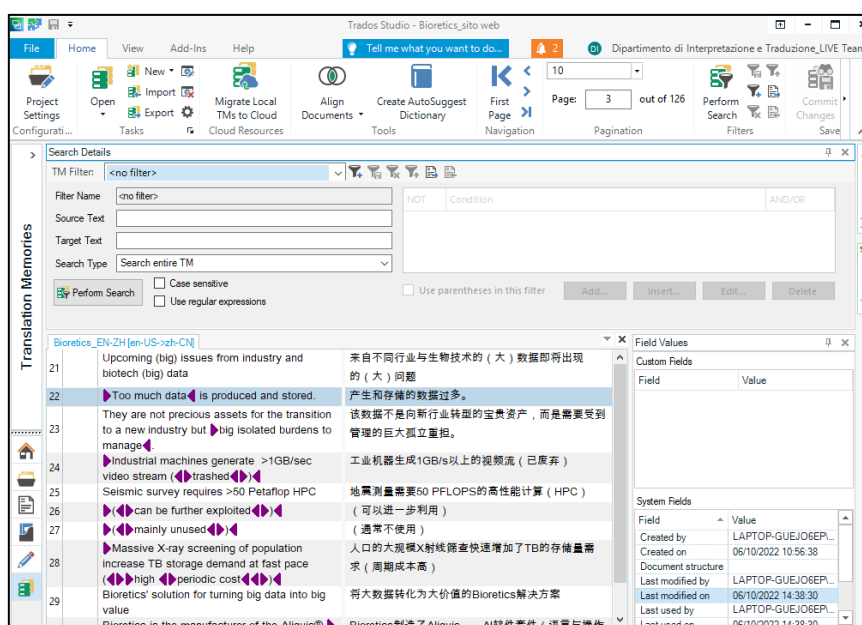 Trados Studio - Bioretics_sito web
File Home View Add-Ins Help Tell me what you want to do... 2 DI Dipartimento di Interpretazione e Traduzione_LIVE Team
Project Settings
Configurati...
Open
New
Import
Export
Tasks
Migrate Local TMs to Cloud
Cloud Resources
Align Documents
Create AutoSuggest Dictionary
Tools
First Page
Navigation
10
Page: 3 out of 126
Pagination
Perform Search
Filters
Commit Changes
Save
Translation Memories
Search Details
TM Filter: <no filter>
Filter Name <no filter>
Source Text
Target Text
Search Type Search entire TM
Perform Search
Case sensitive
Use regular expressions
NOT Condition AND/OR
Use parentheses in this filter Add... Insert... Edit... Delete
Bioretics_EN-ZH [en-US->zh-CN]
21 Upcoming (big) issues from industry and biotech (big) data
来自不同行业与生物技术的（大）数据即将出现
的（大）问题
22 Too much data is produced and stored.
产生和存储的数据过多。
23 They are not precious assets for the transition
to a new industry but big isolated burdens to
manage.
该数据不是向新行业转型的宝贵资产，而是需要受到
管理的巨大孤立重担。
24 Industrial machines generate >1GB/sec
video stream (trashed)
工业机器生成1GB/s以上的视频流（已废弃）
25 Seismic survey requires >50 Petaflop HPC
地震测量需要50 PFLOPS的高性能计算（HPC）
26 (can be further exploited)
（可以进一步利用）
27 (mainly unused)
（通常不使用）
28 Massive X-ray screening of population
increase TB storage demand at fast pace
(high periodic cost)
人口的大规模X射线筛查快速增加了TB的存储量需
求（周期成本高）
29 Bioretics' solution for turning big data into big
value
将大数据转化为大价值的Bioretics解决方案
Bioretics is the manufacturer of the Aliquis®
Field Values
Custom Fields
Field Value
System Fields
Field Value
Created by LAPTOP-GUEJO6EP\...
Created on 06/10/2022 10:56:38
Document structure
Last modified by LAPTOP-GUEJO6EP\...
Last modified on 06/10/2022 14:38:30
Last used by LAPTOP-GUEJO6EP\...
Last used on 06/10/2022 14:38:30